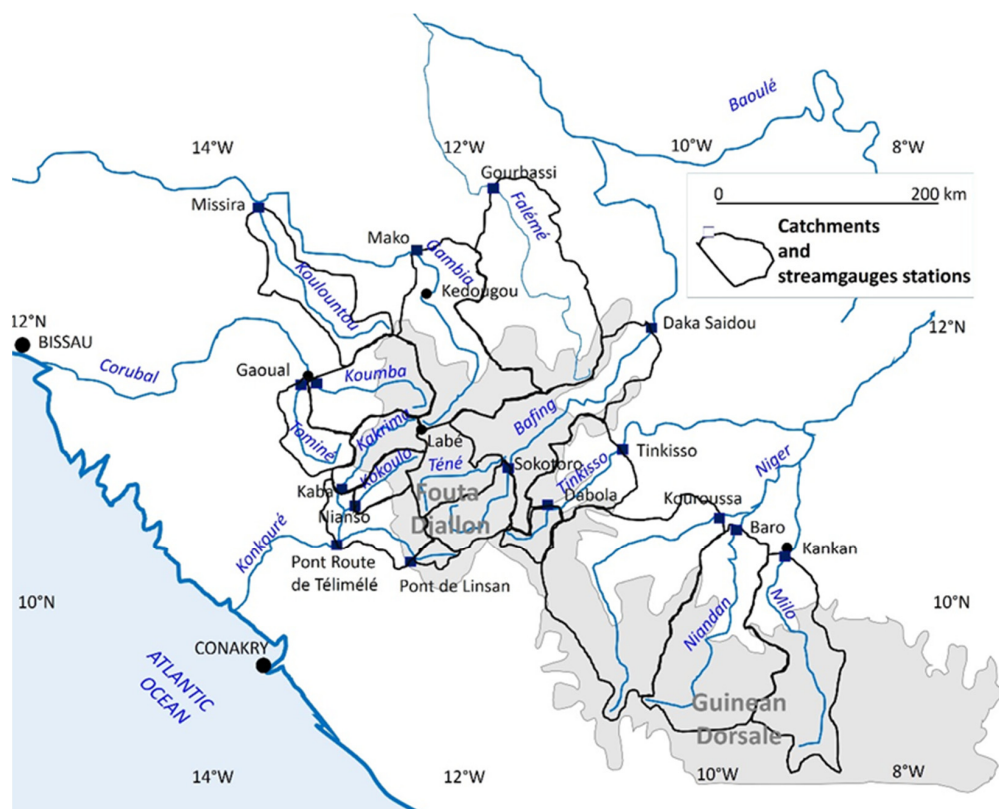 Baoulé
14°W
12°W
10°W
8°W
Gourbassi
0
200 km
Missira
Falémé
Catchments
and
streamgauges stations
Mako
Gambia
Koulountou
Kedougou
12°N
BISSAU
Daka Saidou
12°N
Corubal
Gaoual
Koumba
Bafing
Kakrima
Tominé
Labé
Kokoulo
Téné
Sokotoro
Tinkisso
Tinkisso
Niger
Kaba
Fouta
Djallon
Dabola
Kouroussa
Nianso
Baro
Kankan
Konkouré
Pont Route
de Télimélé
Pont de Linsan
10°N
Niandan
Milo
10°N
CONAKRY
ATLANTIC
OCEAN
Guinean
Dorsale
14°W
12°W
10°W
8°W